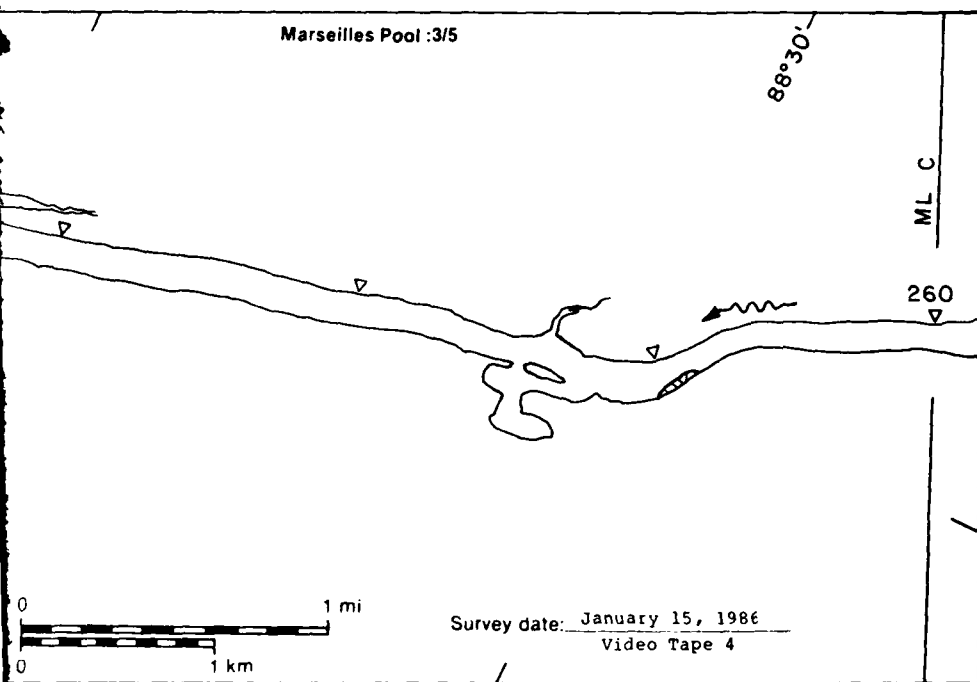 Marseilles Pool :3/5
88°30'
ML C
260
0 1 mi
0 1 km
Survey date: January 15, 1986
Video Tape 4